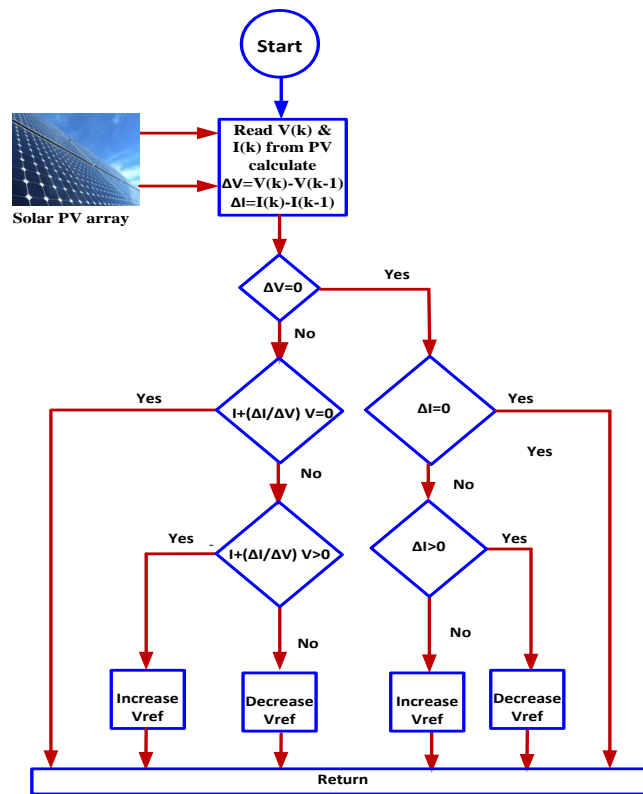 Start
Read V(k) &
I(k) from PV
calculate
ΔV=V(k)-V(k-1)
ΔI=I(k)-I(k-1)
Solar PV array
ΔV=0
Yes
No
Yes
I+(ΔI/ΔV) V=0
ΔI=0
Yes
Yes
No
No
Yes
I+(ΔI/ΔV) V>0
ΔI>0
Yes
No
No
Increase
Vref
Decrease
Vref
Increase
Vref
Decrease
Vref
Return